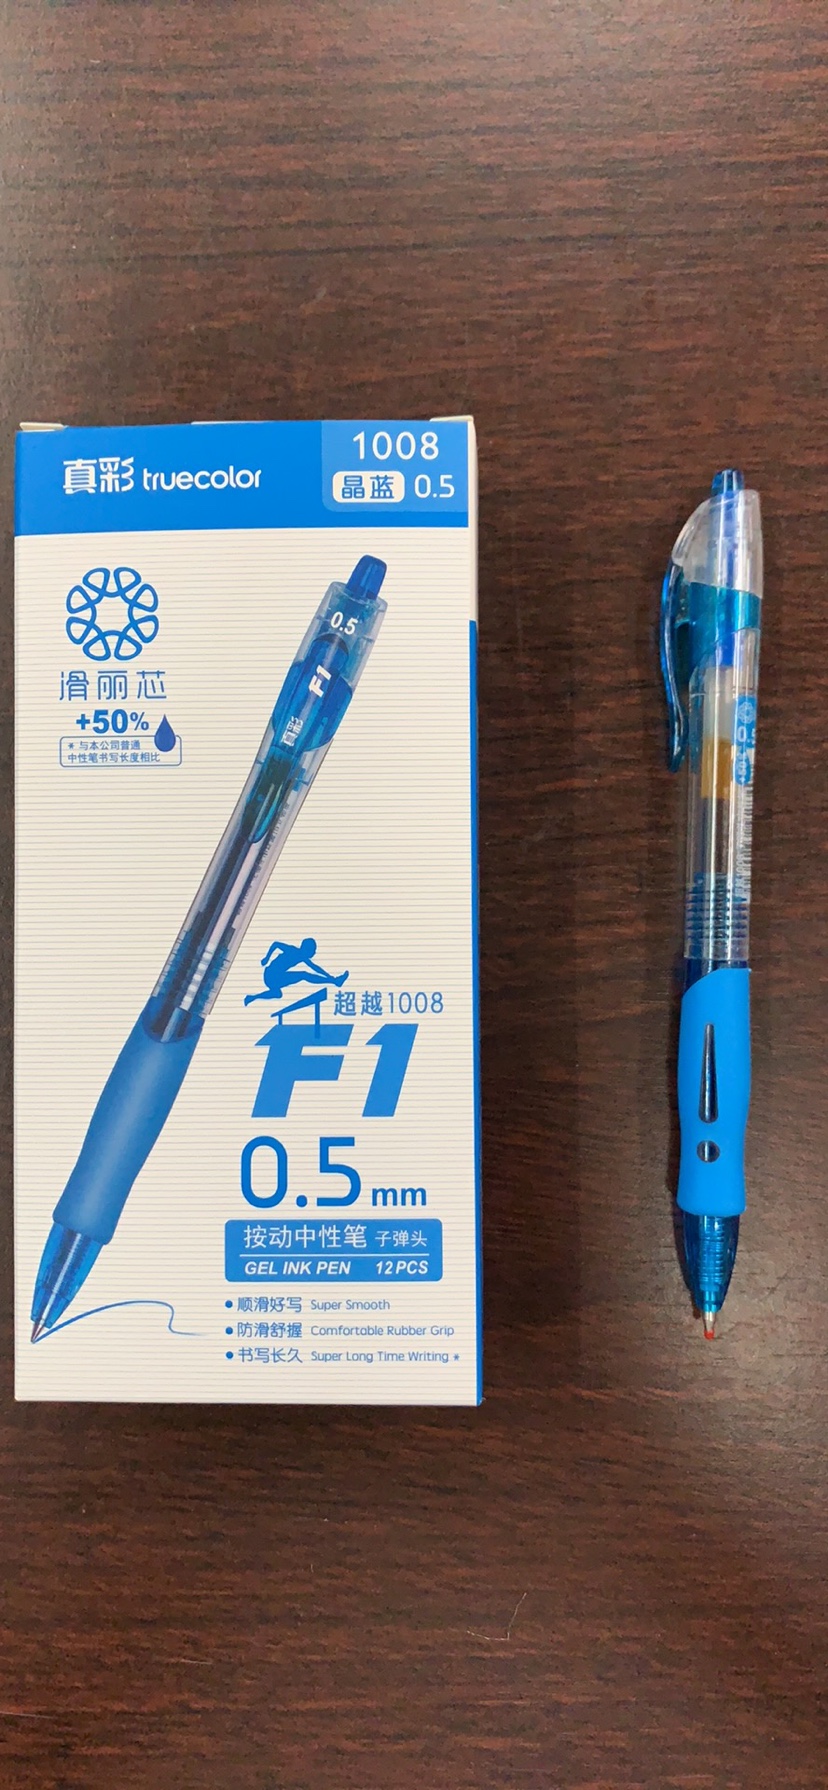 真彩 truecolor
1008
晶蓝 0.5
滑丽芯
+50%
*与本公司普通
中性笔书写长度相比
0.5
F1
真彩
超越1008
F1
0.5mm
按动中性笔 子弹头
GEL INK PEN 12PCS
•顺滑好写 Super Smooth
•防滑舒握 Comfortable Rubber Grip
•书写长久 Super Long Time Writing *
+50%